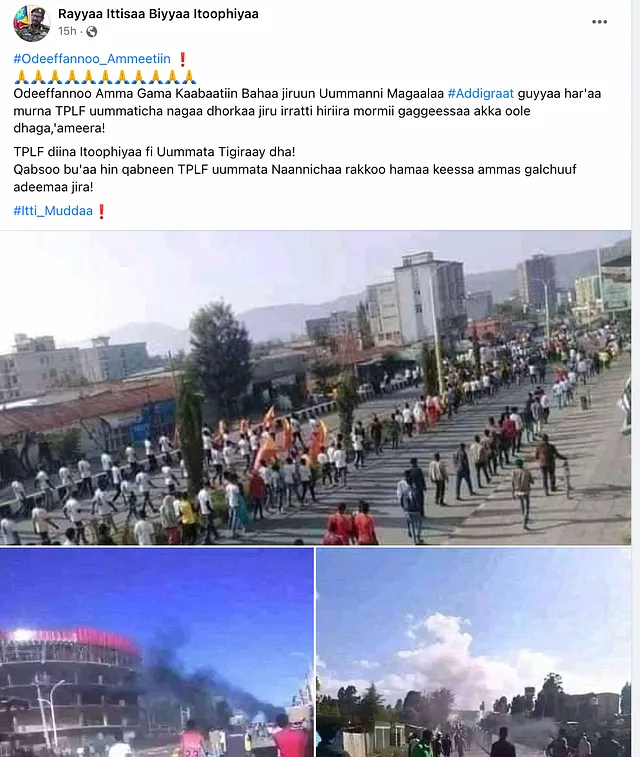 Rayyaa Ittisaa Biyyaa Itoophiyaa
15h ·
#Odeeffannoo_Ammeetiin ❗
🙏🙏🙏🙏🙏🙏🙏🙏🙏🙏🙏
Odeeffannoo Amma Gama Kaabaatiin Bahaa jiruun Uummanni Magaalaa #Addigraat guyyaa har'aa
murna TPLF uummaticha nagaa dhorkaa jiru irratti hiriira mormii gaggeessaa akka oole
dhaga,'ameera!
TPLF diina Itoophiyaa fi Uummata Tigiraay dha!
Qabsoo bu'aa hin qabneen TPLF uummata Naannichaa rakkoo hamaa keessa ammas galchuuf
adeemaa jira!
#Itti_Muddaa❗